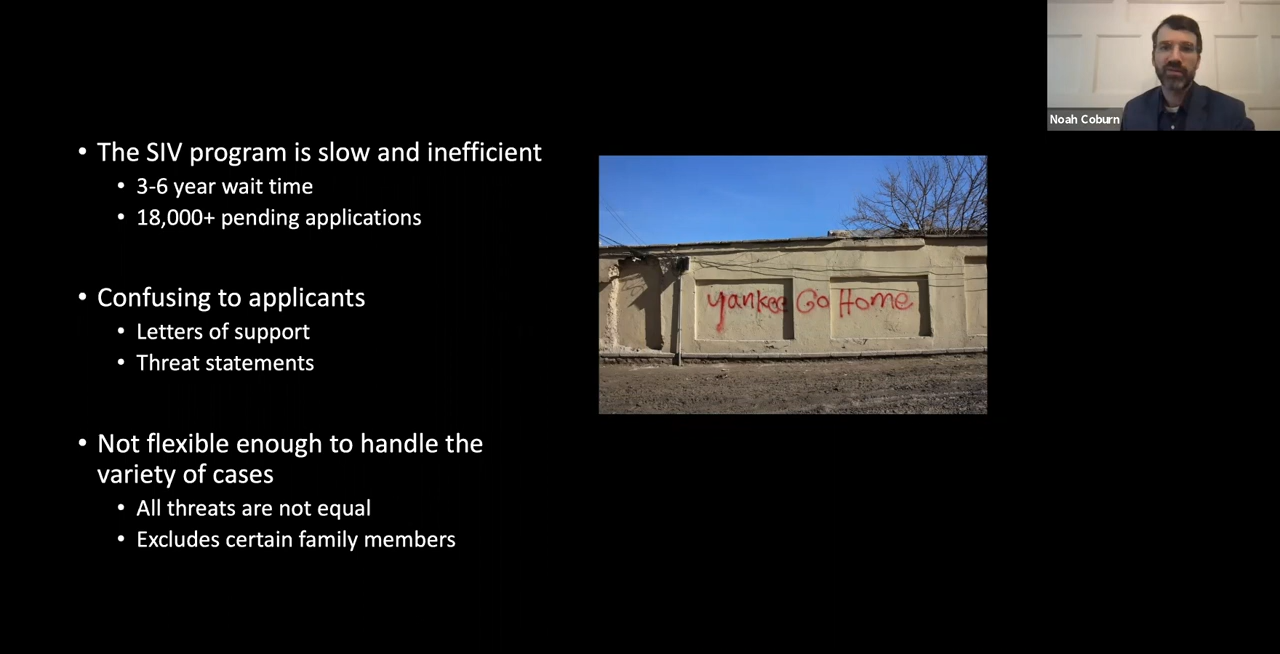 • The SIV program is slow and inefficient
• 3-6 year wait time
• 18,000+ pending applications
• Confusing to applicants
• Letters of support
• Threat statements
• Not flexible enough to handle the
variety of cases
• All threats are not equal
• Excludes certain family members
yankee Go Home
Noah Coburn